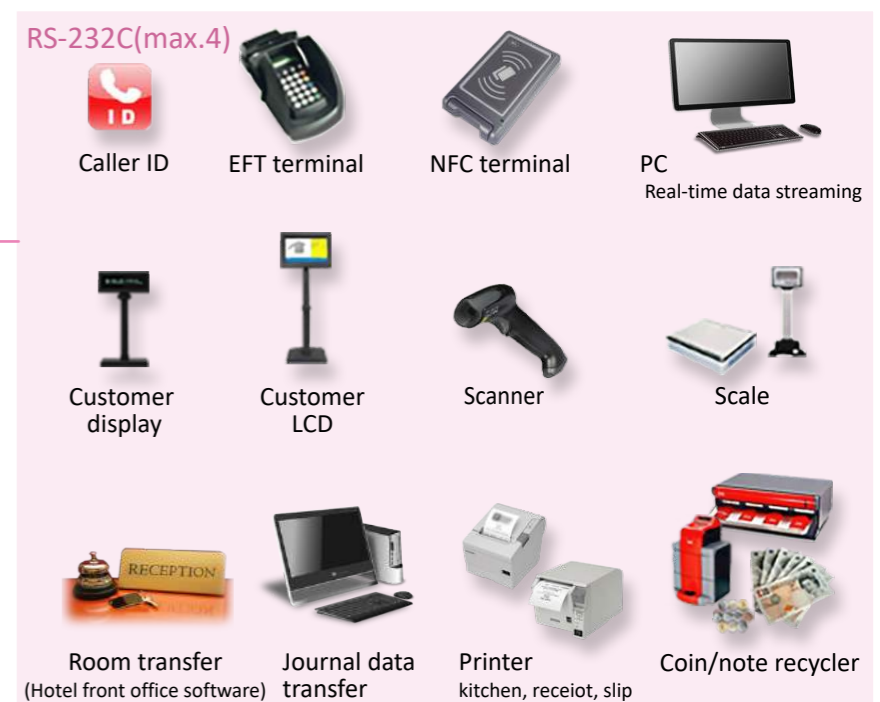 RS-232C(max.4)
ID
Caller ID
EFT terminal
NFC terminal
PC
Real-time data streaming
Customer
display
Customer
LCD
Scanner
Scale
RECEPTION
Room transfer
(Hotel front office software)
Journal data
transfer
Printer
kitchen, receiot, slip
Coin/note recycler